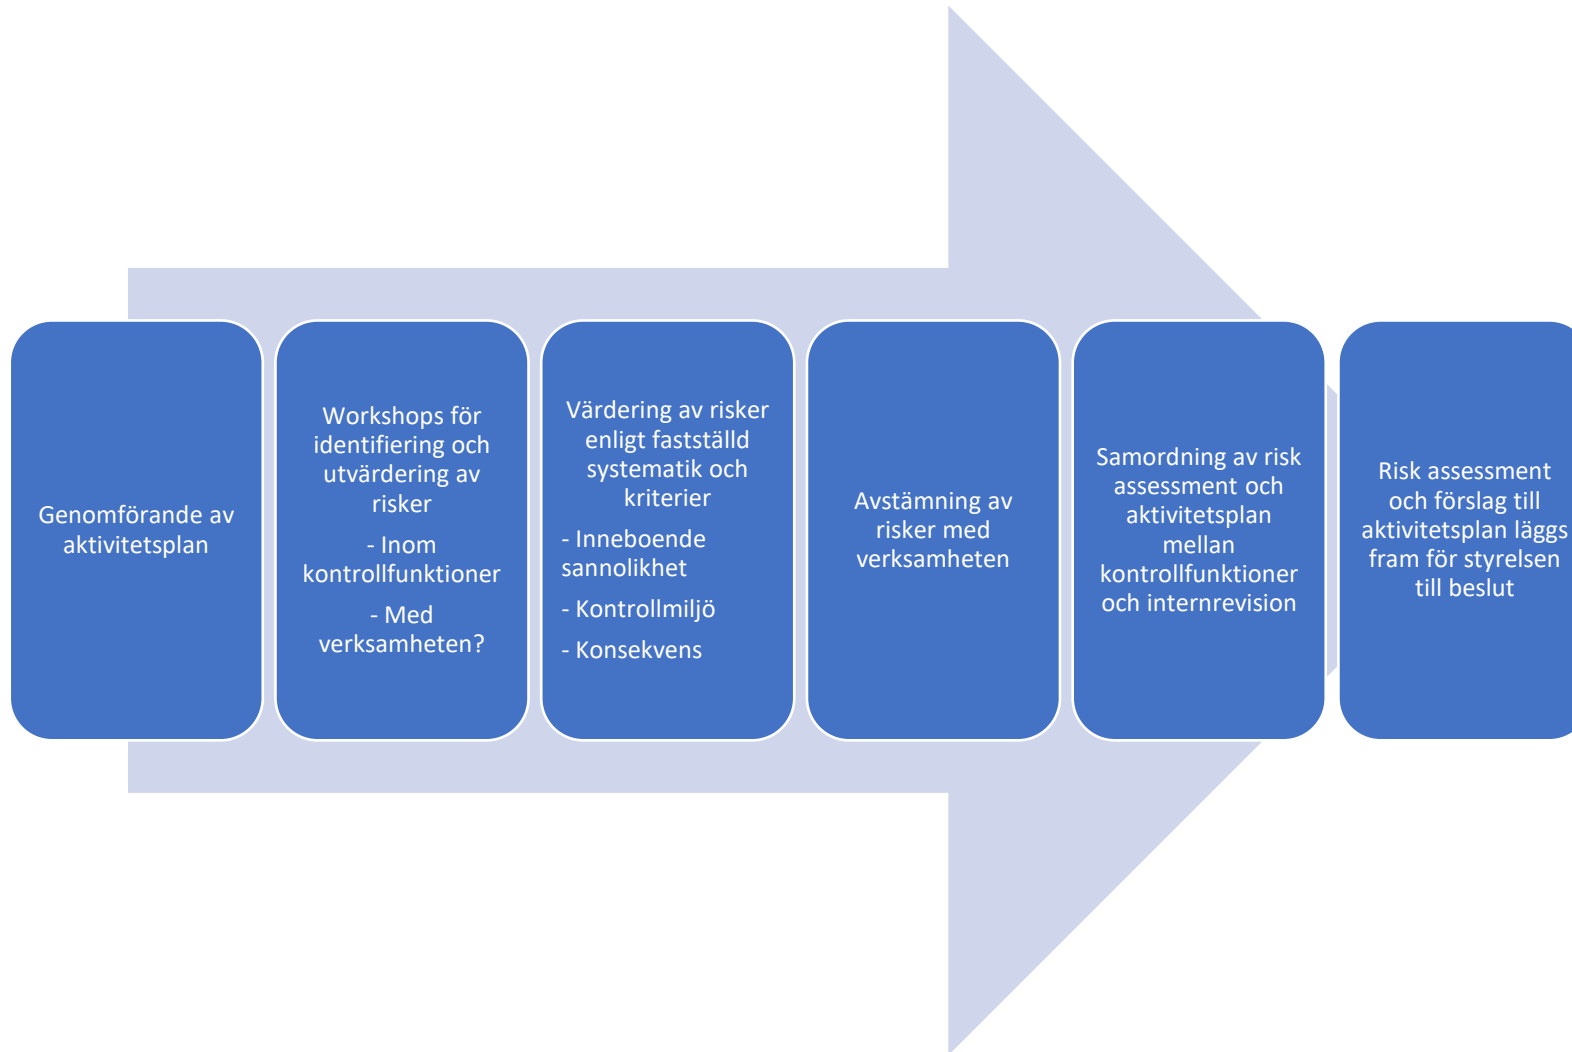 Genomförande av
aktivitetsplan
Workshops för
identifiering och
utvärdering av
risker
- Inom
kontrollfunktioner
- Med
verksamheten?
Värdering av risker
enligt fastställd
systematik och
kriterier
- Inneboende
sannolikhet
- Kontrollmiljö
- Konsekvens
Avstämning av
risker med
verksamheten
Samordning av risk
assessment och
aktivitetsplan
mellan
kontrollfunktioner
och internrevision
Risk assessment
och förslag till
aktivitetsplan läggs
fram för styrelsen
till beslut